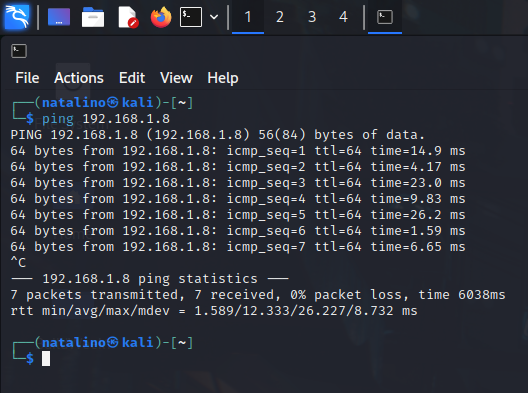 1 2 3 4
File Actions Edit View Help
┌──(natalino㉿kali)-[~]
└─$ ping 192.168.1.8
PING 192.168.1.8 (192.168.1.8) 56(84) bytes of data.
64 bytes from 192.168.1.8: icmp_seq=1 ttl=64 time=14.9 ms
64 bytes from 192.168.1.8: icmp_seq=2 ttl=64 time=4.17 ms
64 bytes from 192.168.1.8: icmp_seq=3 ttl=64 time=23.0 ms
64 bytes from 192.168.1.8: icmp_seq=4 ttl=64 time=9.83 ms
64 bytes from 192.168.1.8: icmp_seq=5 ttl=64 time=26.2 ms
64 bytes from 192.168.1.8: icmp_seq=6 ttl=64 time=1.59 ms
64 bytes from 192.168.1.8: icmp_seq=7 ttl=64 time=6.65 ms
^C
--- 192.168.1.8 ping statistics ---
7 packets transmitted, 7 received, 0% packet loss, time 6038ms
rtt min/avg/max/mdev = 1.589/12.333/26.227/8.732 ms
┌──(natalino㉿kali)-[~]
└─$